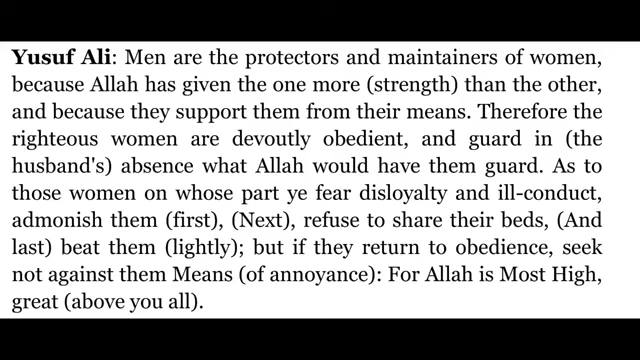 Yusuf Ali: Men are the protectors and maintainers of women,
because Allah has given the one more (strength) than the other,
and because they support them from their means. Therefore the
righteous women are devoutly obedient, and guard in (the
husband's) absence what Allah would have them guard. As to
those women on whose part ye fear disloyalty and ill-conduct,
admonish them (first), (Next), refuse to share their beds, (And
last) beat them (lightly); but if they return to obedience, seek
not against them Means (of annoyance): For Allah is Most High,
great (above you all).